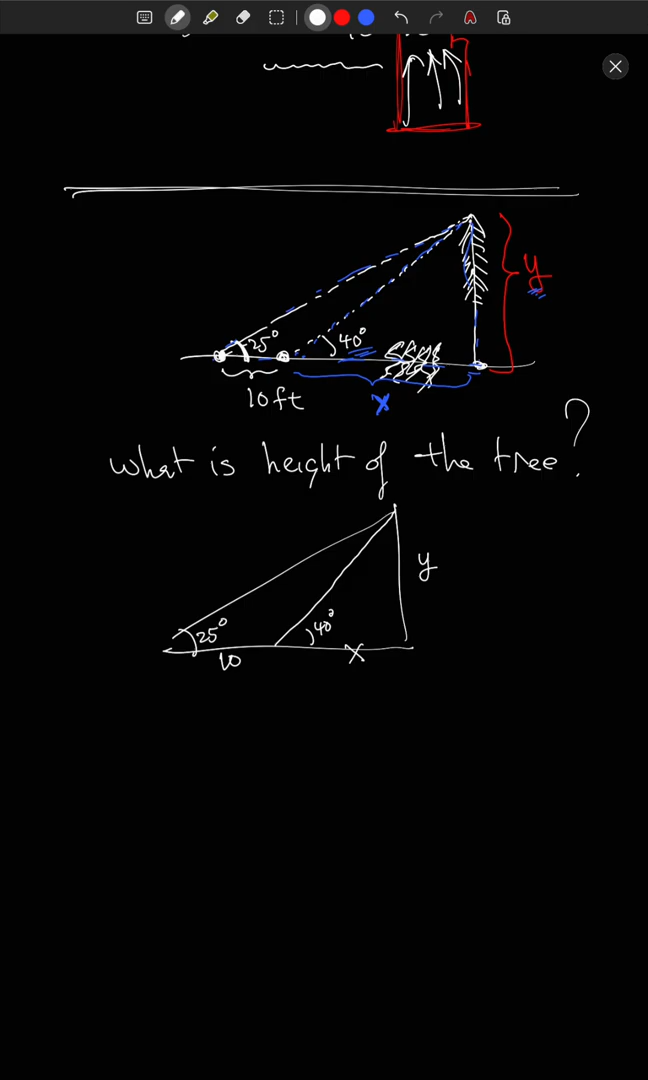 y
25°
40°
10ft
x
what is height of the tree?
y
25°
40°
10
x